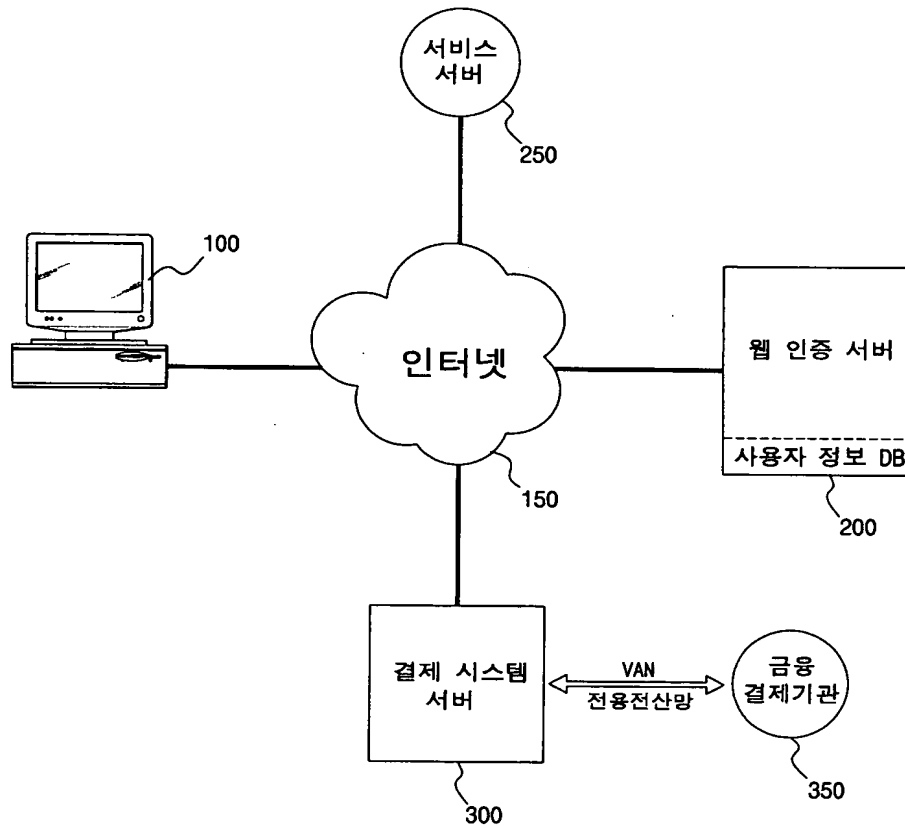 서비스
서버
250
100
인터넷
150
웹 인증 서버
사용자 정보 DB
200
결제 시스템
서버
300
VAN
전용전산망
금융
결제기관
350